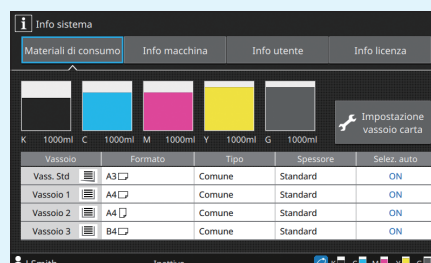 i Info sistema
Materiali di consumo Info macchina Info utente Info licenza
K 1000ml C 1000ml M 1000ml Y 1000ml G 1000ml
Impostazione
vassoio carta
Vassoio Formato Tipo Spessore Selez. auto
Vass. Std A3 Comune Standard ON
Vassoio 1 A4 Comune Standard ON
Vassoio 2 A4 Comune Standard ON
Vassoio 3 B4 Comune Standard ON
J.Smith Inattiva K C M Y G